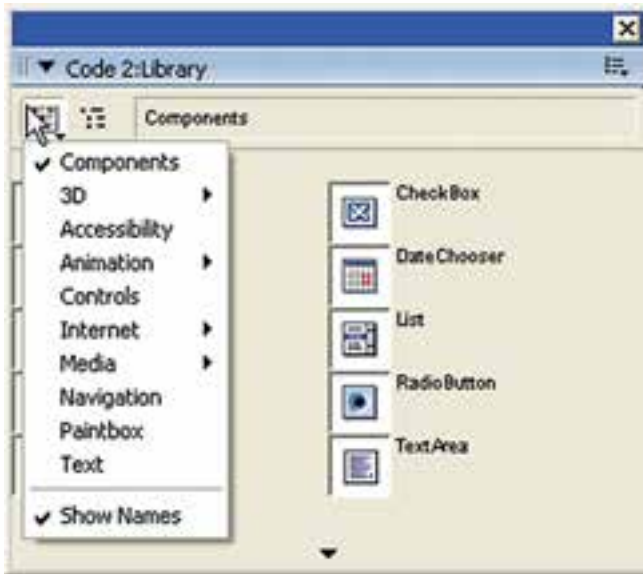 Code 2:Library
Components
Components
3D
Accessibility
Animation
Controls
Internet
Media
Navigation
Paintbox
Text
Show Names
CheckBox
DateChooser
List
RadioButton
TextArea